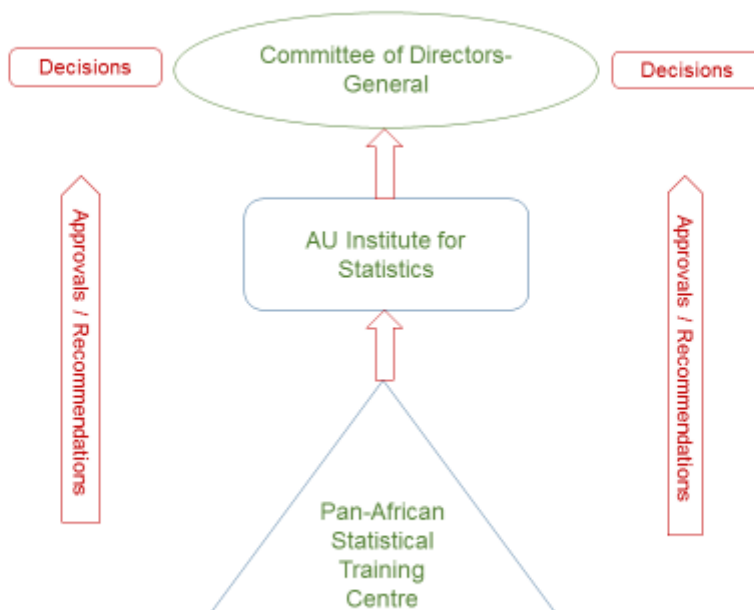 Decisions
Committee of Directors-
General
Decisions
Approvals / Recommendations
AU Institute for
Statistics
Approvals / Recommendations
Pan-African
Statistical
Training
Centre